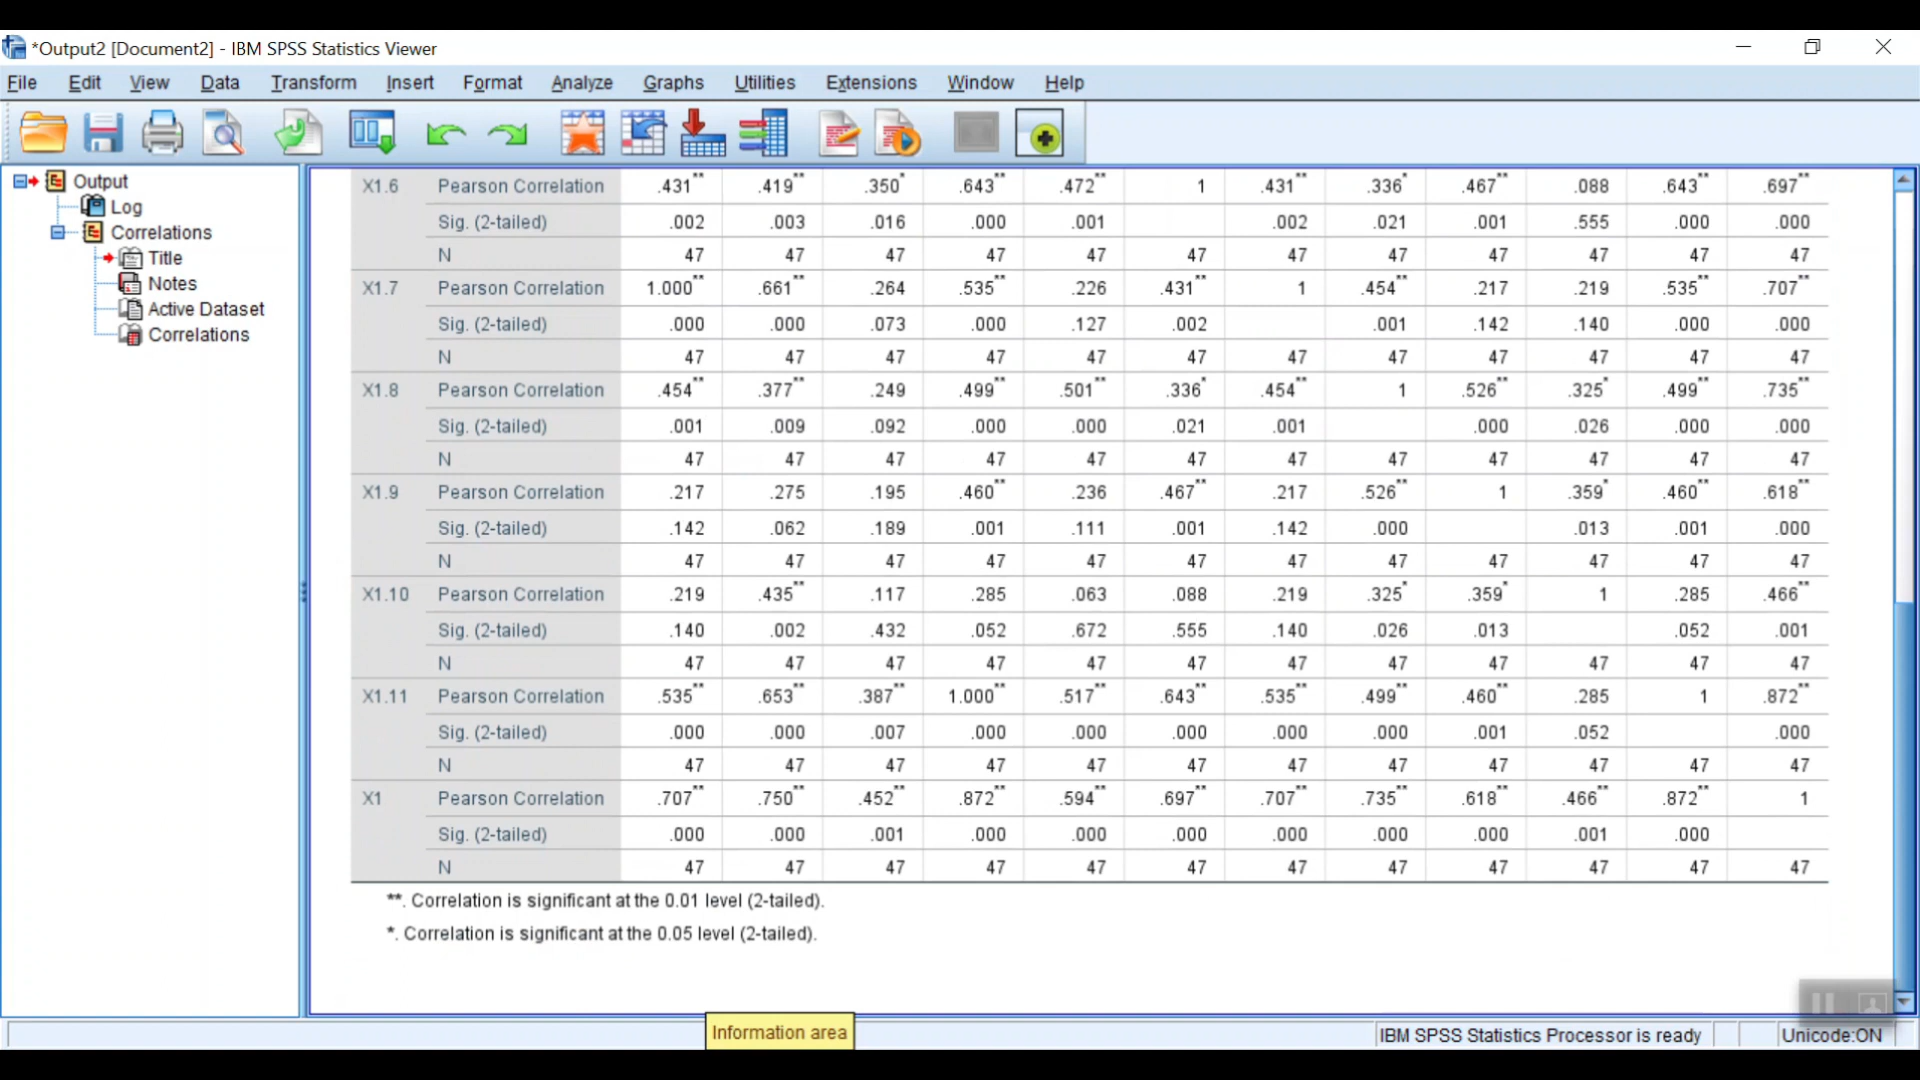 *Output2 [Document2] - IBM SPSS Statistics Viewer
File Edit View Data Transform Insert Format Analyze Graphs Utilities Extensions Window Help
Output
Log
Correlations
Title
Notes
Active Dataset
Correlations
X1.6 Pearson Correlation .431** .419** .350* .643** .472** 1 .431** .336* .467** .088 .643** .697**
Sig. (2-tailed) .002 .003 .016 .000 .001 .002 .021 .001 .555 .000 .000
N 47 47 47 47 47 47 47 47 47 47 47 47
X1.7 Pearson Correlation 1.000** .661** .264 .535** .226 .431** 1 .454** .217 .219 .535** .707**
Sig. (2-tailed) .000 .000 .073 .000 .127 .002 .001 .142 .140 .000 .000
N 47 47 47 47 47 47 47 47 47 47 47 47
X1.8 Pearson Correlation .454** .377** .249 .499** .501** .336* .454** 1 .526** .325* .499** .735**
Sig. (2-tailed) .001 .009 .092 .000 .000 .021 .001 .000 .026 .000 .000
N 47 47 47 47 47 47 47 47 47 47 47 47
X1.9 Pearson Correlation .217 .275 .195 .460** .236 .467** .217 .526** 1 .359* .460** .618**
Sig. (2-tailed) .142 .062 .189 .001 .111 .001 .142 .000 .013 .001 .000
N 47 47 47 47 47 47 47 47 47 47 47 47
X1.10 Pearson Correlation .219 .435** .117 .285 .063 .088 .219 .325* .359* 1 .285 .466**
Sig. (2-tailed) .140 .002 .432 .052 .672 .555 .140 .026 .013 .052 .001
N 47 47 47 47 47 47 47 47 47 47 47 47
X1.11 Pearson Correlation .535** .653** .387** 1.000** .517** .643** .535** .499** .460** .285 1 .872**
Sig. (2-tailed) .000 .000 .007 .000 .000 .000 .000 .000 .001 .052 .000
N 47 47 47 47 47 47 47 47 47 47 47 47
X1 Pearson Correlation .707** .750** .452** .872** .594** .697** .707** .735** .618** .466** .872** 1
Sig. (2-tailed) .000 .000 .001 .000 .000 .000 .000 .000 .000 .001 .000
N 47 47 47 47 47 47 47 47 47 47 47 47
**. Correlation is significant at the 0.01 level (2-tailed).
*. Correlation is significant at the 0.05 level (2-tailed).
Information area
IBM SPSS Statistics Processor is ready
Unicode:ON